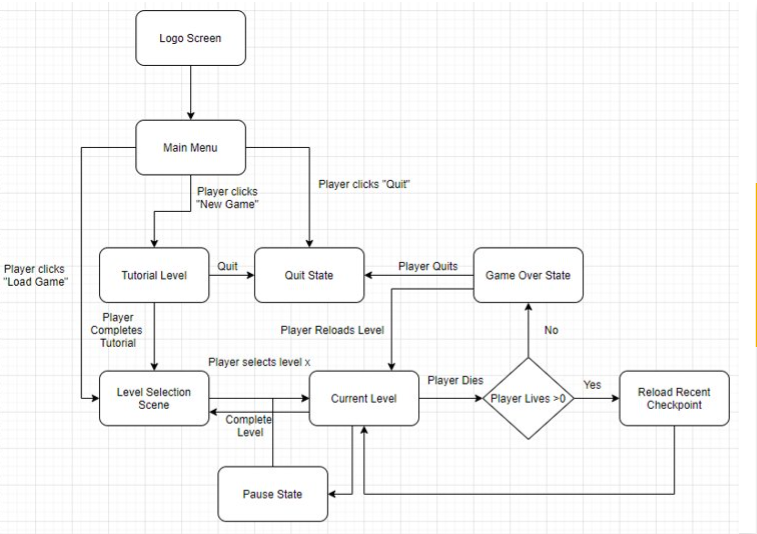 Logo Screen
Main Menu
Player clicks
"New Game"
Player clicks "Quit"
Player clicks
"Load Game"
Tutorial Level
Quit
Quit State
Player Quits
Game Over State
Player
Completes
Tutorial
Player Reloads Level
No
Player selects level x
Level Selection
Scene
Complete
Level
Current Level
Player Dies
Player Lives >0
Yes
Reload Recent
Checkpoint
Pause State